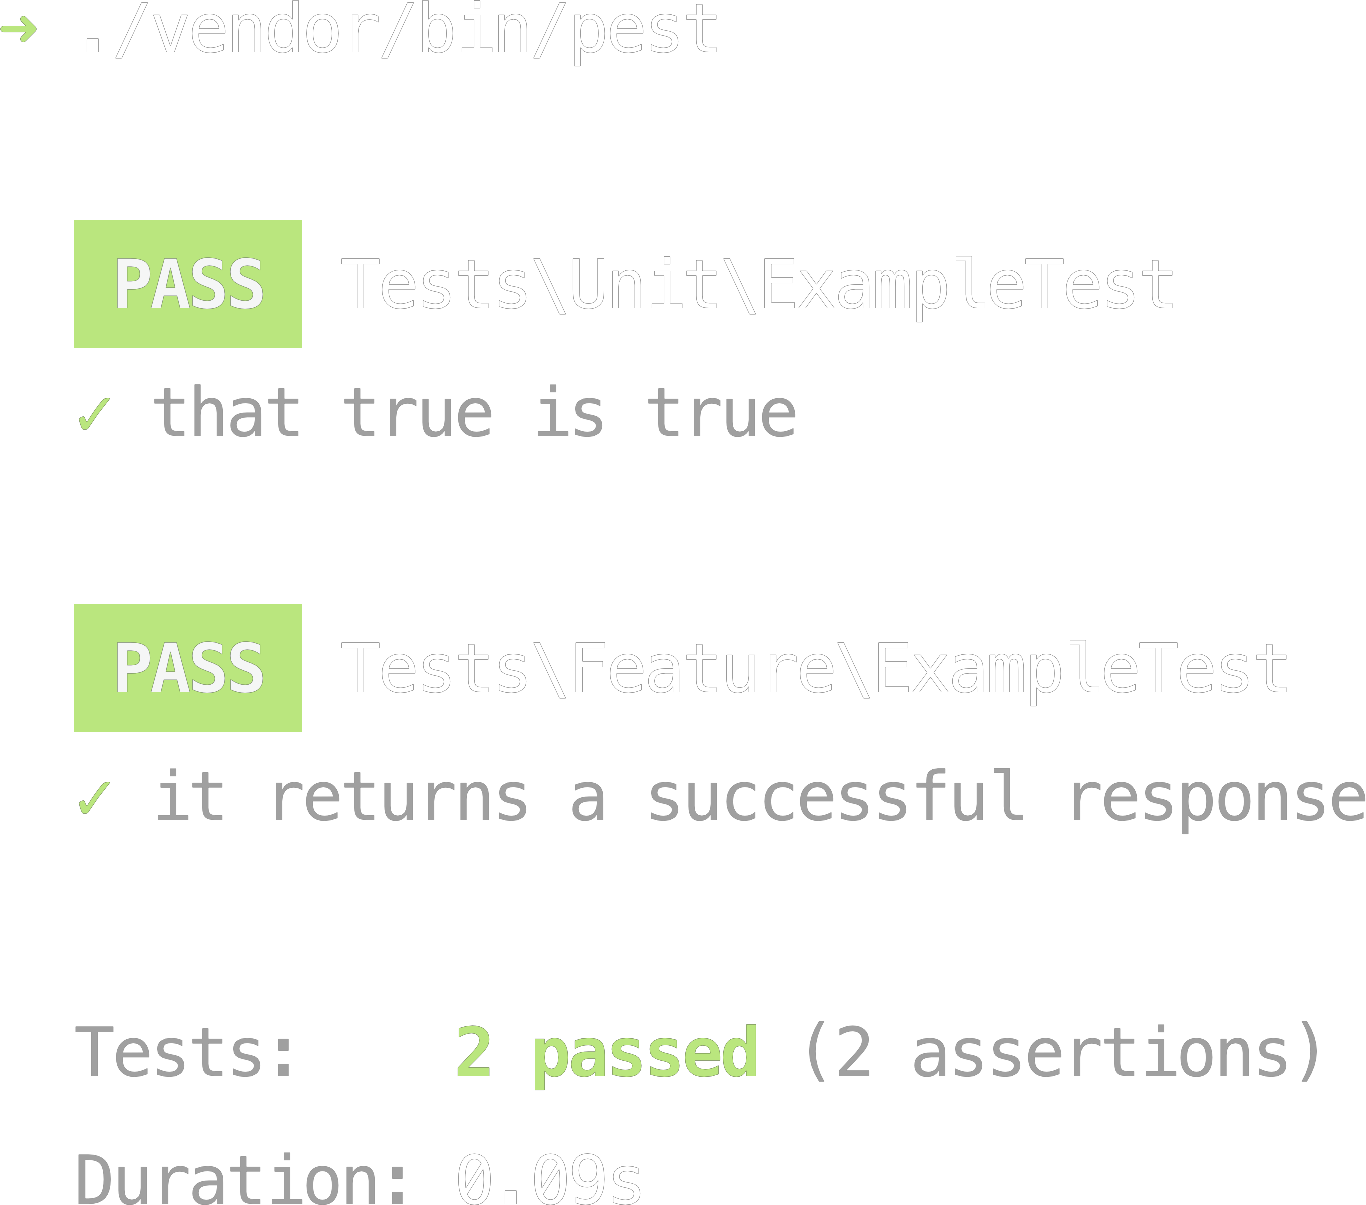 ➜ ./vendor/bin/pest
PASS Tests\Unit\ExampleTest
✓ that true is true
PASS Tests\Feature\ExampleTest
✓ it returns a successful response
Tests: 2 passed (2 assertions)
Duration: 0.09s